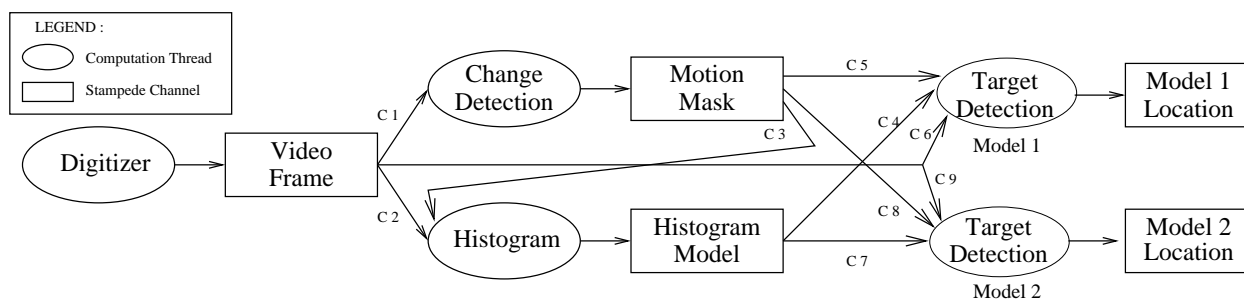 LEGEND :
Computation Thread
Stampede Channel
Digitizer
Video
Frame
C 1
C 2
Change
Detection
Motion
Mask
C 3
Histogram
Histogram
Model
C 5
C 4
C 6
C 9
C 8
C 7
Target
Detection
Model 1
Model 1
Location
Target
Detection
Model 2
Model 2
Location